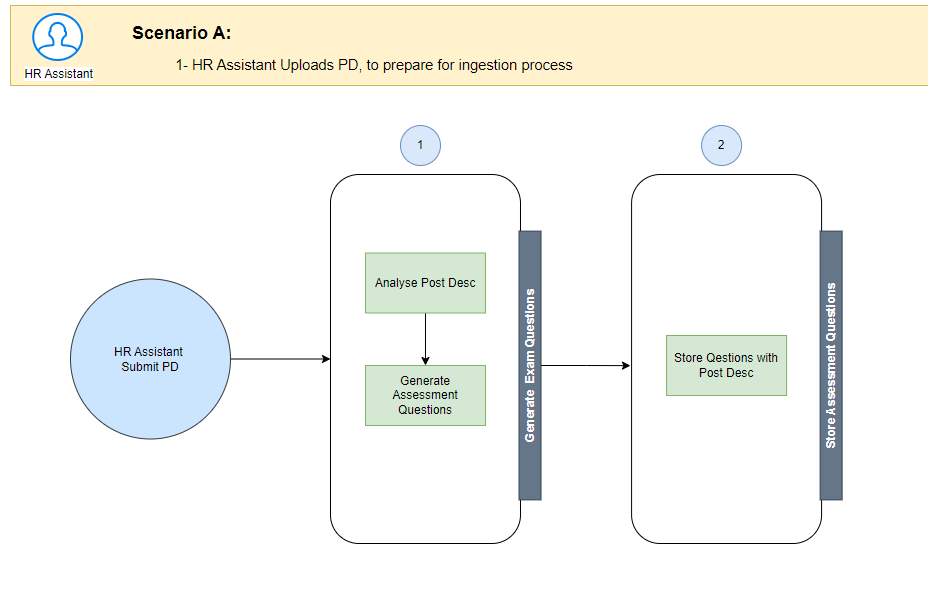 Scenario A:
1- HR Assistant Uploads PD, to prepare for ingestion process
HR Assistant
1
2
HR Assistant
Submit PD
Analyse Post Desc
Generate
Assessment
Questions
Generate Exam Questions
Store Qestions with
Post Desc
Store Assessment Questions